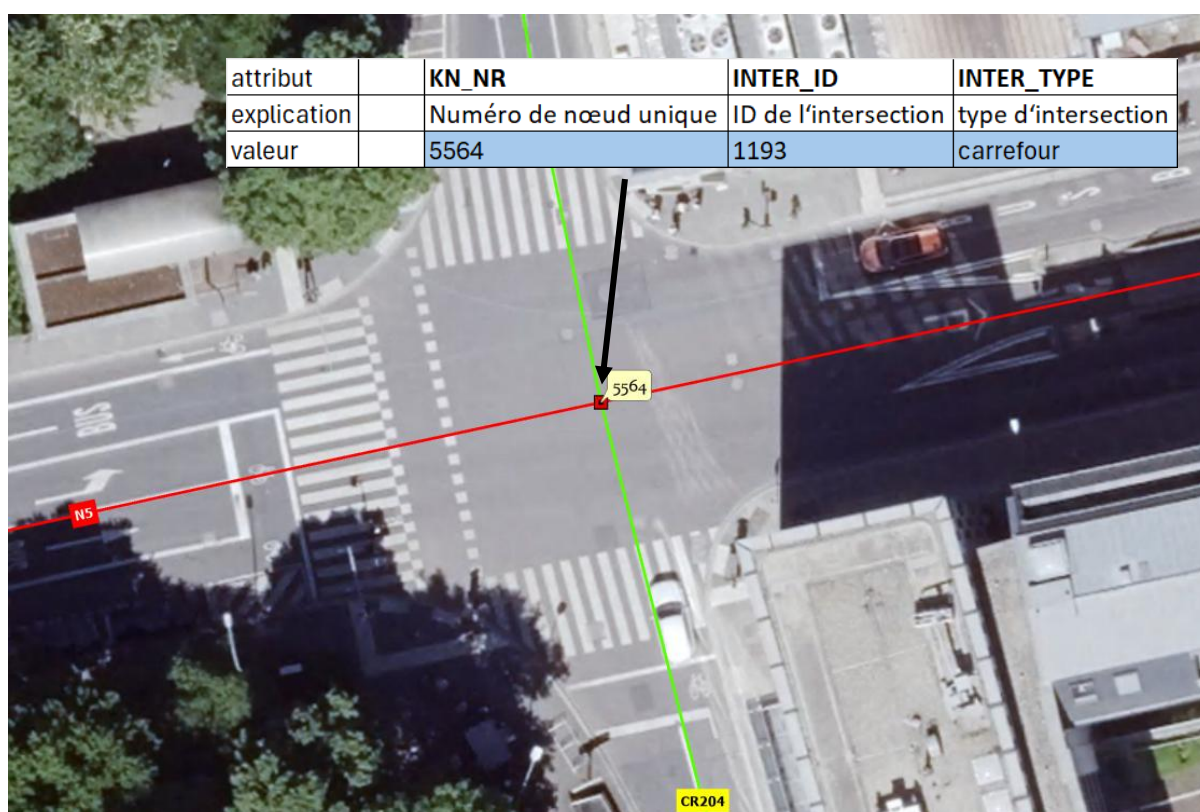 attribut KN_NR INTER_ID INTER_TYPE
explication Numéro de nœud unique ID de l‘intersection type d‘intersection
valeur 5564 1193 carrefour
5564
BUS
N5
CR204